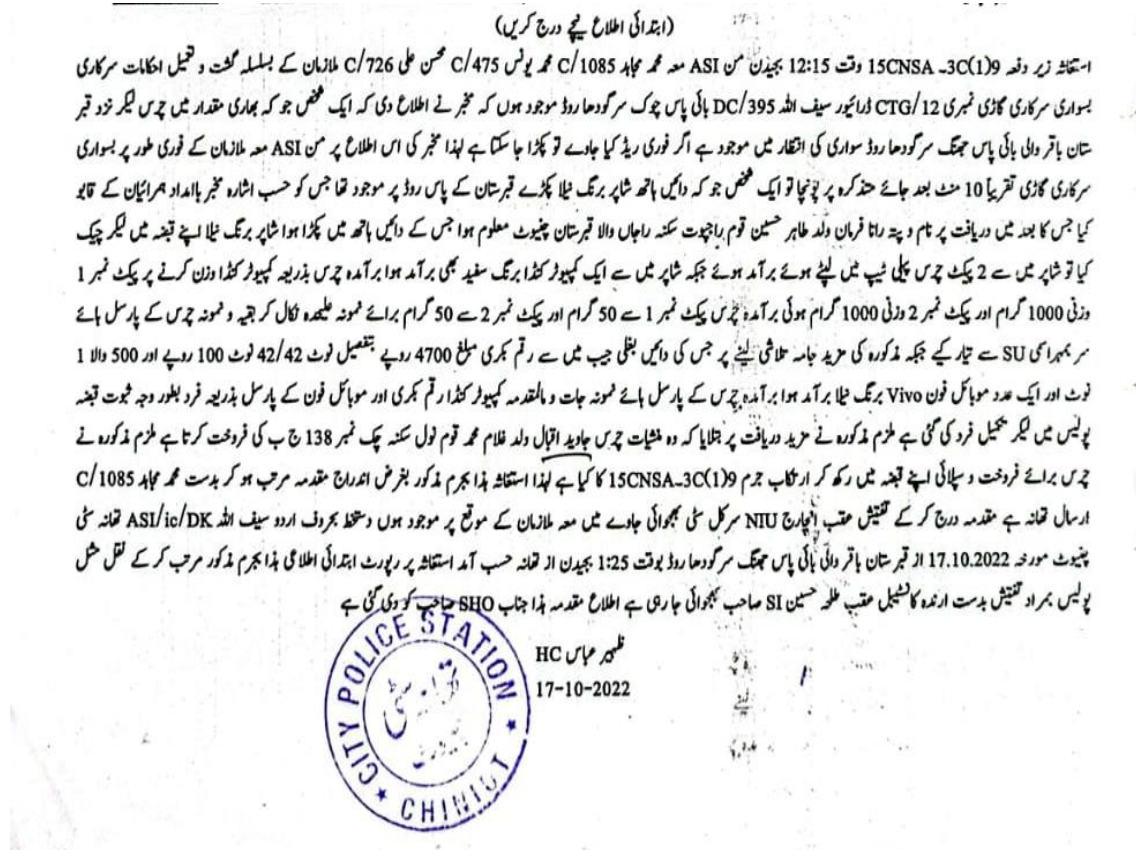 (ابتدائی اطلاع نیچے درج کریں)
استغاثہ زیر دفعہ 9(1)3C۔15CNSA وقت 12:15 بجیدن من ASI معہ محمد مجاہد 1085/C محمد یونس 475/C محسن علی 726/C ملازمان کے بسلسلہ گشت و تعمیل احکامات سرکاری
بسواری سرکاری گاڑی نمبری 12/CTG ڈرائیور سیف اللہ 395/DC بائی پاس چوک سرگودھا روڈ موجود ہوں کہ مخبر نے اطلاع دی کہ ایک شخص جو کہ بھاری مقدار میں چرس لیکر نزد قبر
ستان باقر والی بائی پاس جھنگ سرگودھا روڈ سواری کی انتظار میں موجود ہے اگر فوری ریڈ کیا جاوے تو پکڑا جا سکتا ہے لہذا مخبر کی اس اطلاع پر من ASI معہ ملازمان کے فوری طور پر بسواری
سرکاری گاڑی تقریباً 10 منٹ بعد جائے متذکرہ پر پہنچا تو ایک شخص جو کہ دائیں ہاتھ شاپر برنگ نیلا پکڑے قبرستان کے پاس روڈ پر موجود تھا جس کو حسب اشارہ مخبر باامداد ہمرائیان کے قابو
کیا جس کا بعد میں دریافت پر نام و پتہ رانا فرمان ولد طاہر حسین قوم راجپوت سکنہ راجاں والا قبرستان چنیوٹ معلوم ہوا جس کے دائیں ہاتھ میں پکڑا ہوا شاپر برنگ نیلا اپنے قبضہ میں لیکر چیک
کیا تو شاپر میں سے 2 پیکٹ چرس پیلی ٹیپ میں لپٹے ہوئے برآمد ہوئے جبکہ شاپر میں سے ایک کمپیوٹر کنڈا برنگ سفید بھی برآمد ہوا برآمدہ چرس بذریعہ کمپیوٹر کنڈا وزن کرنے پر پیکٹ نمبر 1
وزنی 1000 گرام اور پیکٹ نمبر 2 وزنی 1000 گرام ہوئی برآمدہ چرس پیکٹ نمبر 1 سے 50 گرام اور پیکٹ نمبر 2 سے 50 گرام برائے نمونہ علیحدہ نکال کر بقیہ و نمونہ چرس کے پارسل ہائے
سر بمہرا کی SU سے تیار کیے جبکہ مذکورہ کی مزید جامہ تلاشی لینے پر جس کی دائیں بغلی جیب میں سے رقم بکری مبلغ 4700 روپے بتفصیل نوٹ 42/42 نوٹ 100 روپے اور 500 والا 1
نوٹ اور ایک عدد موبائل فون Vivo برنگ نیلا برآمد ہوا برآمدہ چرس کے پارسل ہائے نمونہ جات و بالمقدمہ کمپیوٹر کنڈا رقم بکری اور موبائل فون کے پارسل بذریعہ فرد بطور وجہ ثبوت قبضہ
پولیس میں لیکر تکمیل فرد کی گئی ہے ملزم مذکورہ نے مزید دریافت پر بتلایا کہ وہ منشیات چرس جاوید اقبال ولد غلام محمد قوم نول سکنہ چک نمبر 138 ج ب کی فروخت کرتا ہے ملزم مذکورہ نے
چرس برائے فروخت و سپلائی اپنے قبضہ میں رکھ کر ارتکاب جرم 9(1)3C۔15CNSA کا کیا ہے لہذا استغاثہ ہذا بجرم مذکور بغرض اندراج مقدمہ مرتب ہو کر بدست محمد مجاہد 1085/C
ارسال تھانہ ہے مقدمہ درج کر کے تفتیش عقب انچارج NIU سرکل سٹی بھجوائی جاوے میں معہ ملازمان کے موقع پر موجود ہوں دستخط بحروف اردو سیف اللہ ASI/ic/DK تھانہ سٹی
چنیوٹ مورخہ 17.10.2022 از قبرستان باقر والی بائی پاس جھنگ سرگودھا روڈ بوقت 1:25 بجیدن از تھانہ حسب آمد استغاثہ پر رپورٹ ابتدائی اطلاعی ہذا بجرم مذکور مرتب کر کے نقل مثل
پولیس بمراد تفتیش بدست ارندہ کانسٹیبل عقب طلحہ حسین SI صاحب بھجوائی جا رہی ہے اطلاع مقدمہ ہذا جناب SHO صاحب کو دی گئی ہے
ظہیر عباس HC
17-10-2022
CITY POLICE STATION
تھانہ سٹی
CHINIOT